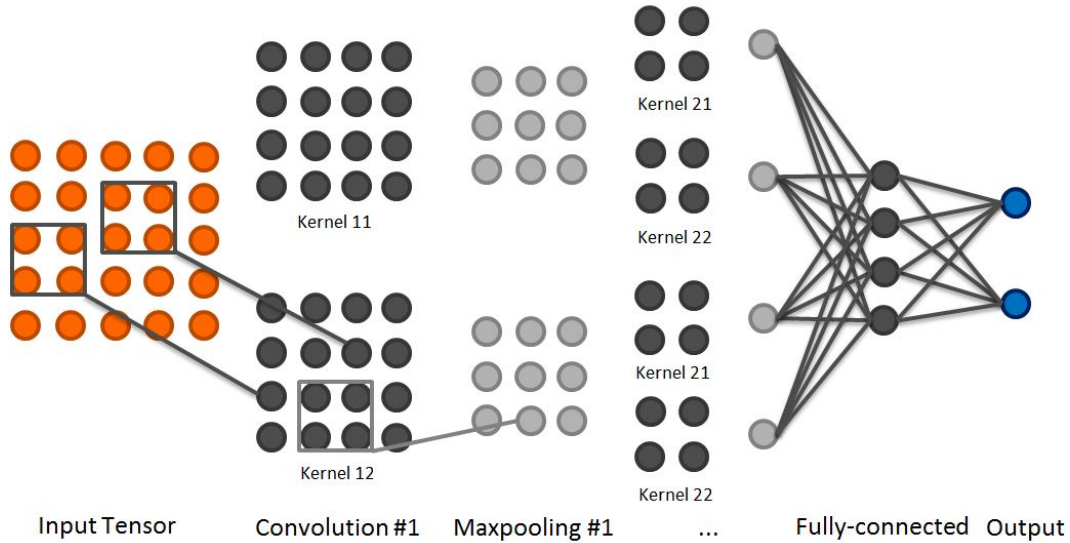 Kernel 21
Kernel 22
Kernel 11
Kernel 21
Kernel 12
Kernel 22
Input Tensor
Convolution #1
Maxpooling #1
...
Fully-connected
Output